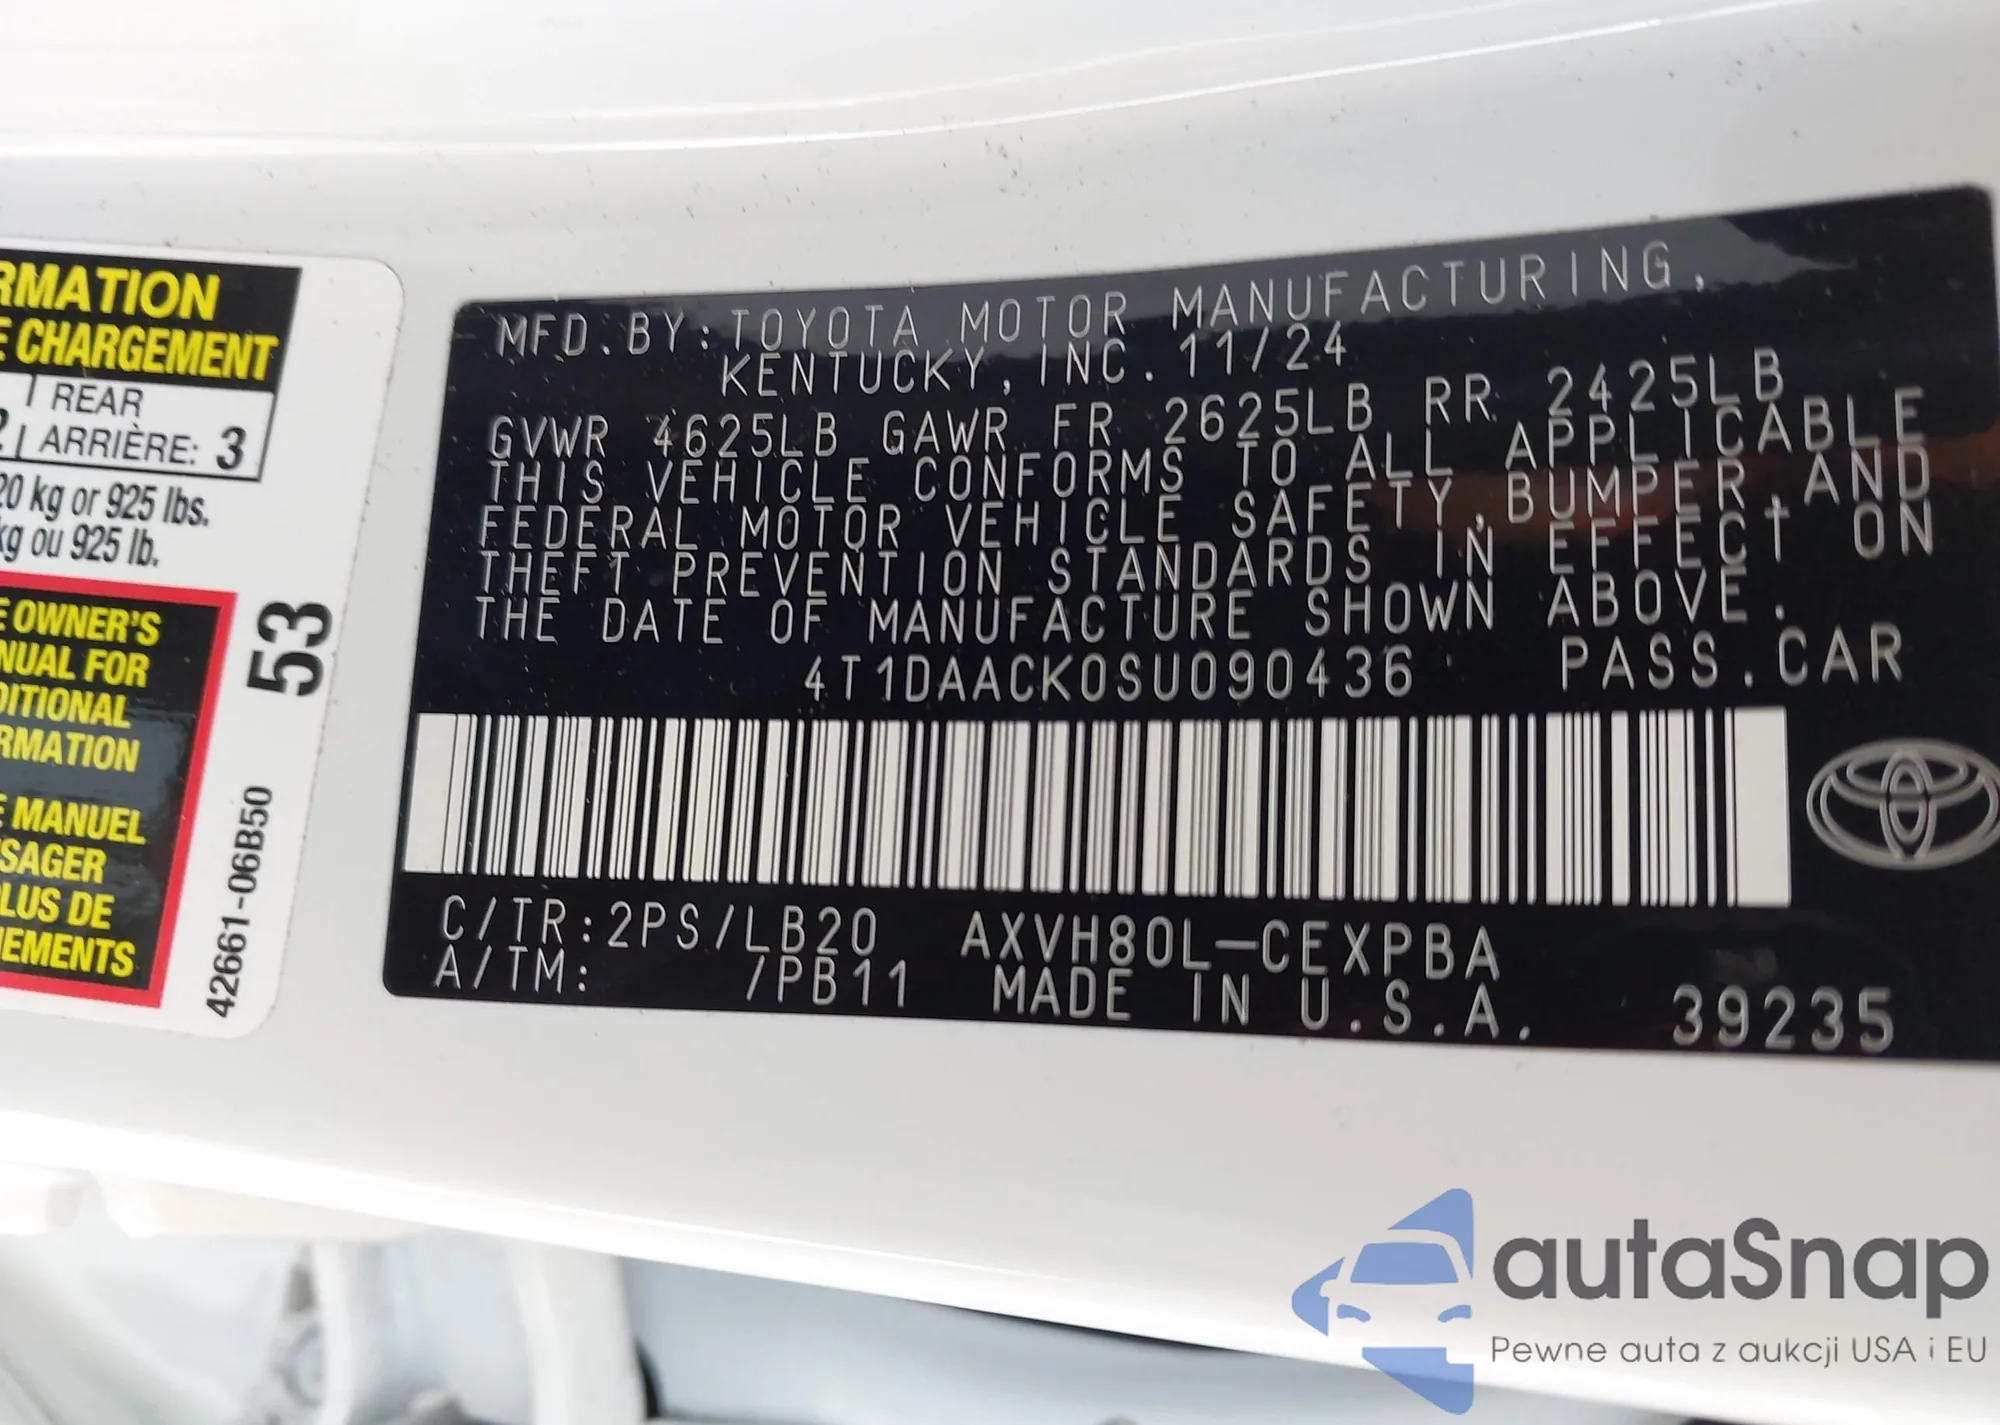 RMATION
E CHARGEMENT
REAR
2 ARRIÈRE: 3
20 kg or 925 lbs.
kg ou 925 lb.
E OWNER'S
NUAL FOR
DITIONAL
RMATION
E MANUEL
SAGER
PLUS DE
NEMENTS
53
42661-06B50
MFD.BY:TOYOTA MOTOR MANUFACTURING,
KENTUCKY, INC. 11/24
GVWR 4625LB GAWR FR 2625LB RR 2425LB
THIS VEHICLE CONFORMS TO ALL APPLICABLE
FEDERAL MOTOR VEHICLE SAFETY,BUMPER,AND
THEFT PREVENTION STANDARDS IN EFFECT ON
THE DATE OF MANUFACTURE SHOWN ABOVE.
4T1DAACK0SU090436 PASS.CAR
C/TR:2PS/LB20 AXVH80L-CEXPBA
A/TM: /PB11 MADE IN U.S.A. 39235
autaSnap
Pewne auta z aukcji USA i EU